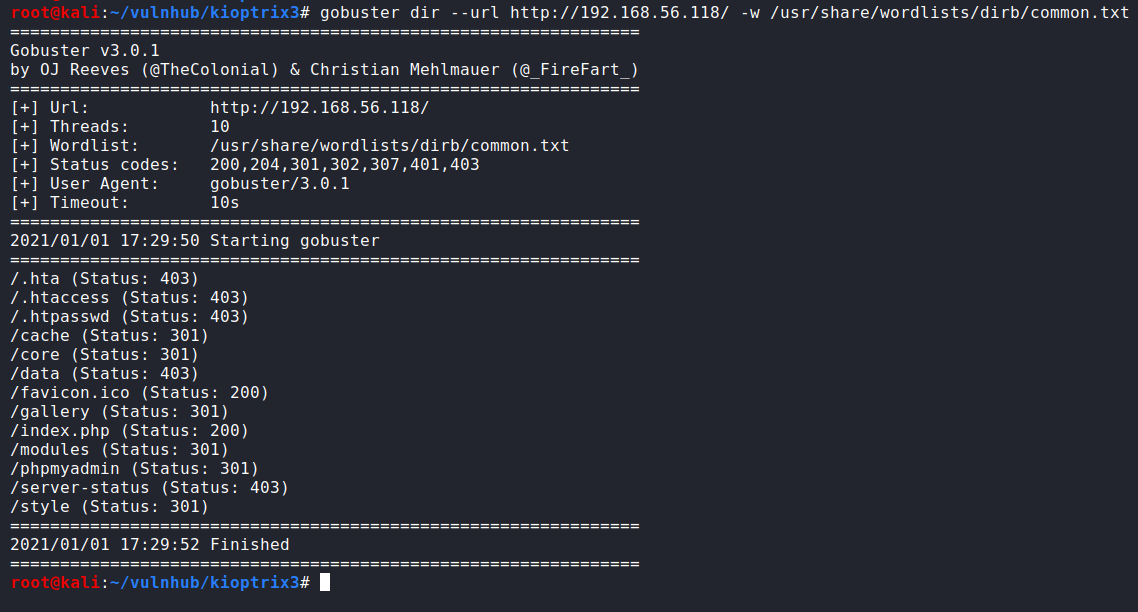 root@kali:~/vulnhub/kioptrix3# gobuster dir --url http://192.168.56.118/ -w /usr/share/wordlists/dirb/common.txt
===============================================================
Gobuster v3.0.1
by OJ Reeves (@TheColonial) & Christian Mehlmauer (@_FireFart_)
===============================================================
[+] Url:            http://192.168.56.118/
[+] Threads:        10
[+] Wordlist:       /usr/share/wordlists/dirb/common.txt
[+] Status codes:   200,204,301,302,307,401,403
[+] User Agent:     gobuster/3.0.1
[+] Timeout:        10s
===============================================================
2021/01/01 17:29:50 Starting gobuster
===============================================================
/.hta (Status: 403)
/.htaccess (Status: 403)
/.htpasswd (Status: 403)
/cache (Status: 301)
/core (Status: 301)
/data (Status: 403)
/favicon.ico (Status: 200)
/gallery (Status: 301)
/index.php (Status: 200)
/modules (Status: 301)
/phpmyadmin (Status: 301)
/server-status (Status: 403)
/style (Status: 301)
===============================================================
2021/01/01 17:29:52 Finished
===============================================================
root@kali:~/vulnhub/kioptrix3#